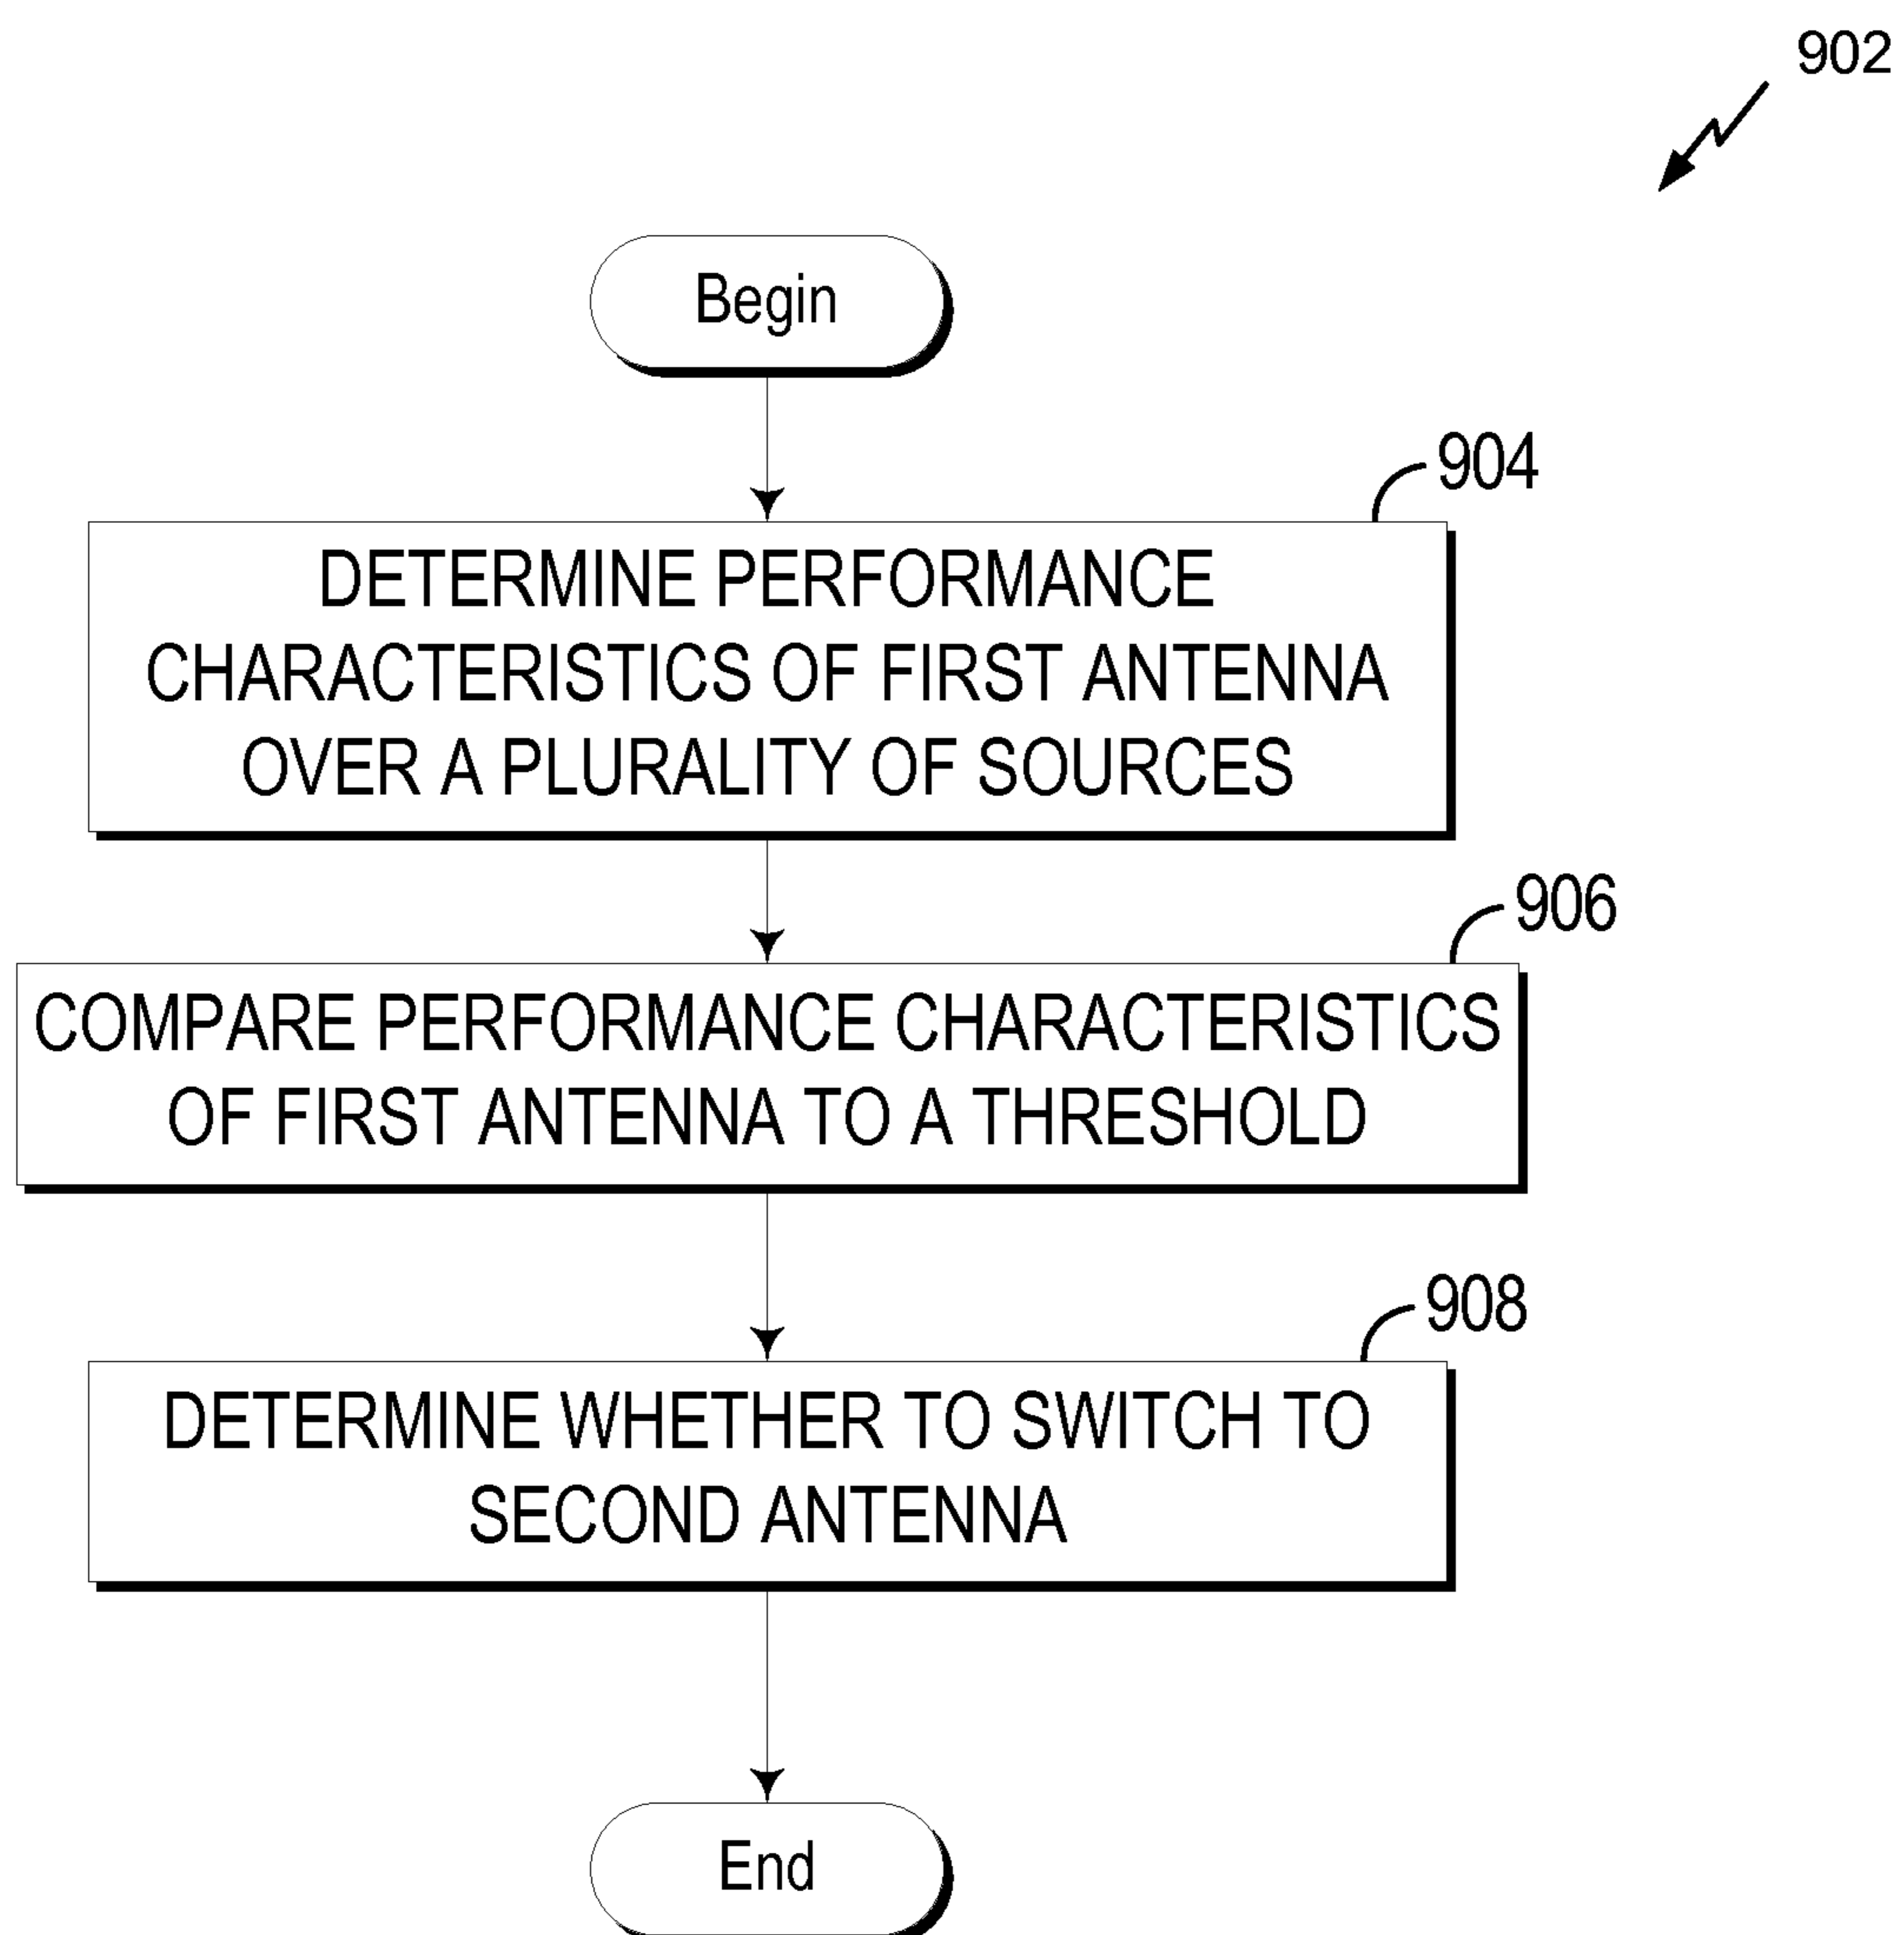 902
Begin
904
DETERMINE PERFORMANCE
CHARACTERISTICS OF FIRST ANTENNA
OVER A PLURALITY OF SOURCES
906
COMPARE PERFORMANCE CHARACTERISTICS
OF FIRST ANTENNA TO A THRESHOLD
908
DETERMINE WHETHER TO SWITCH TO
SECOND ANTENNA
End